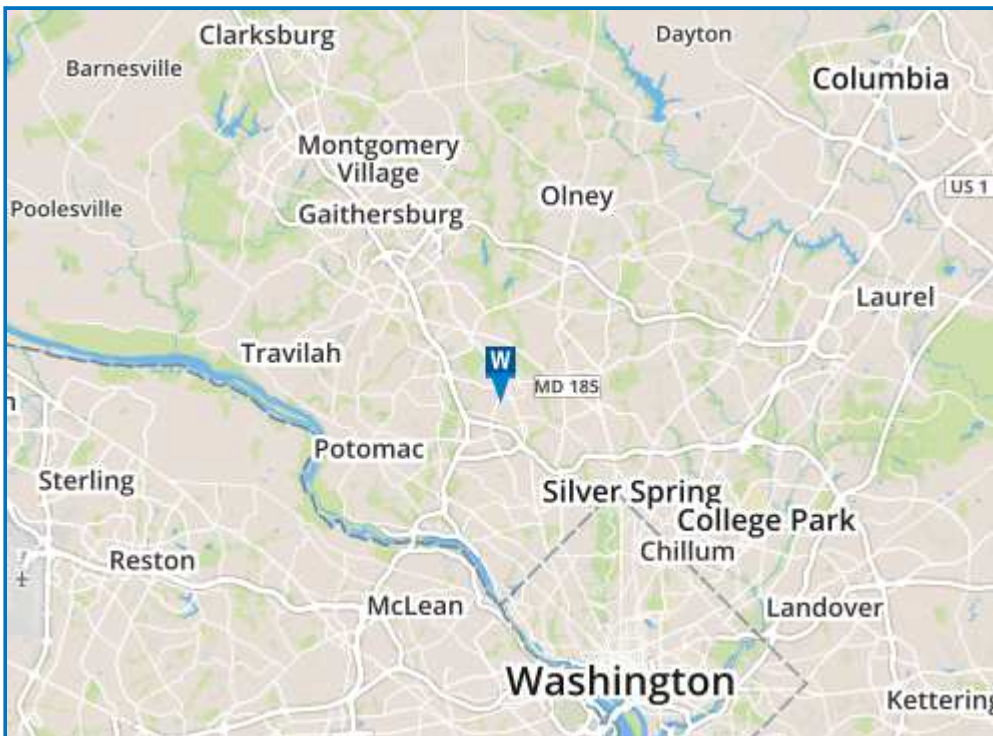 Clarksburg
Dayton
Barnesville
Columbia
Montgomery
Village
US 1
Olney
Poolesville
Gaithersburg
Laurel
Travilah
W
MD 185
n
Potomac
Sterling
Silver Spring
College Park
Chillum
Reston
McLean
Landover
Washington
Kettering